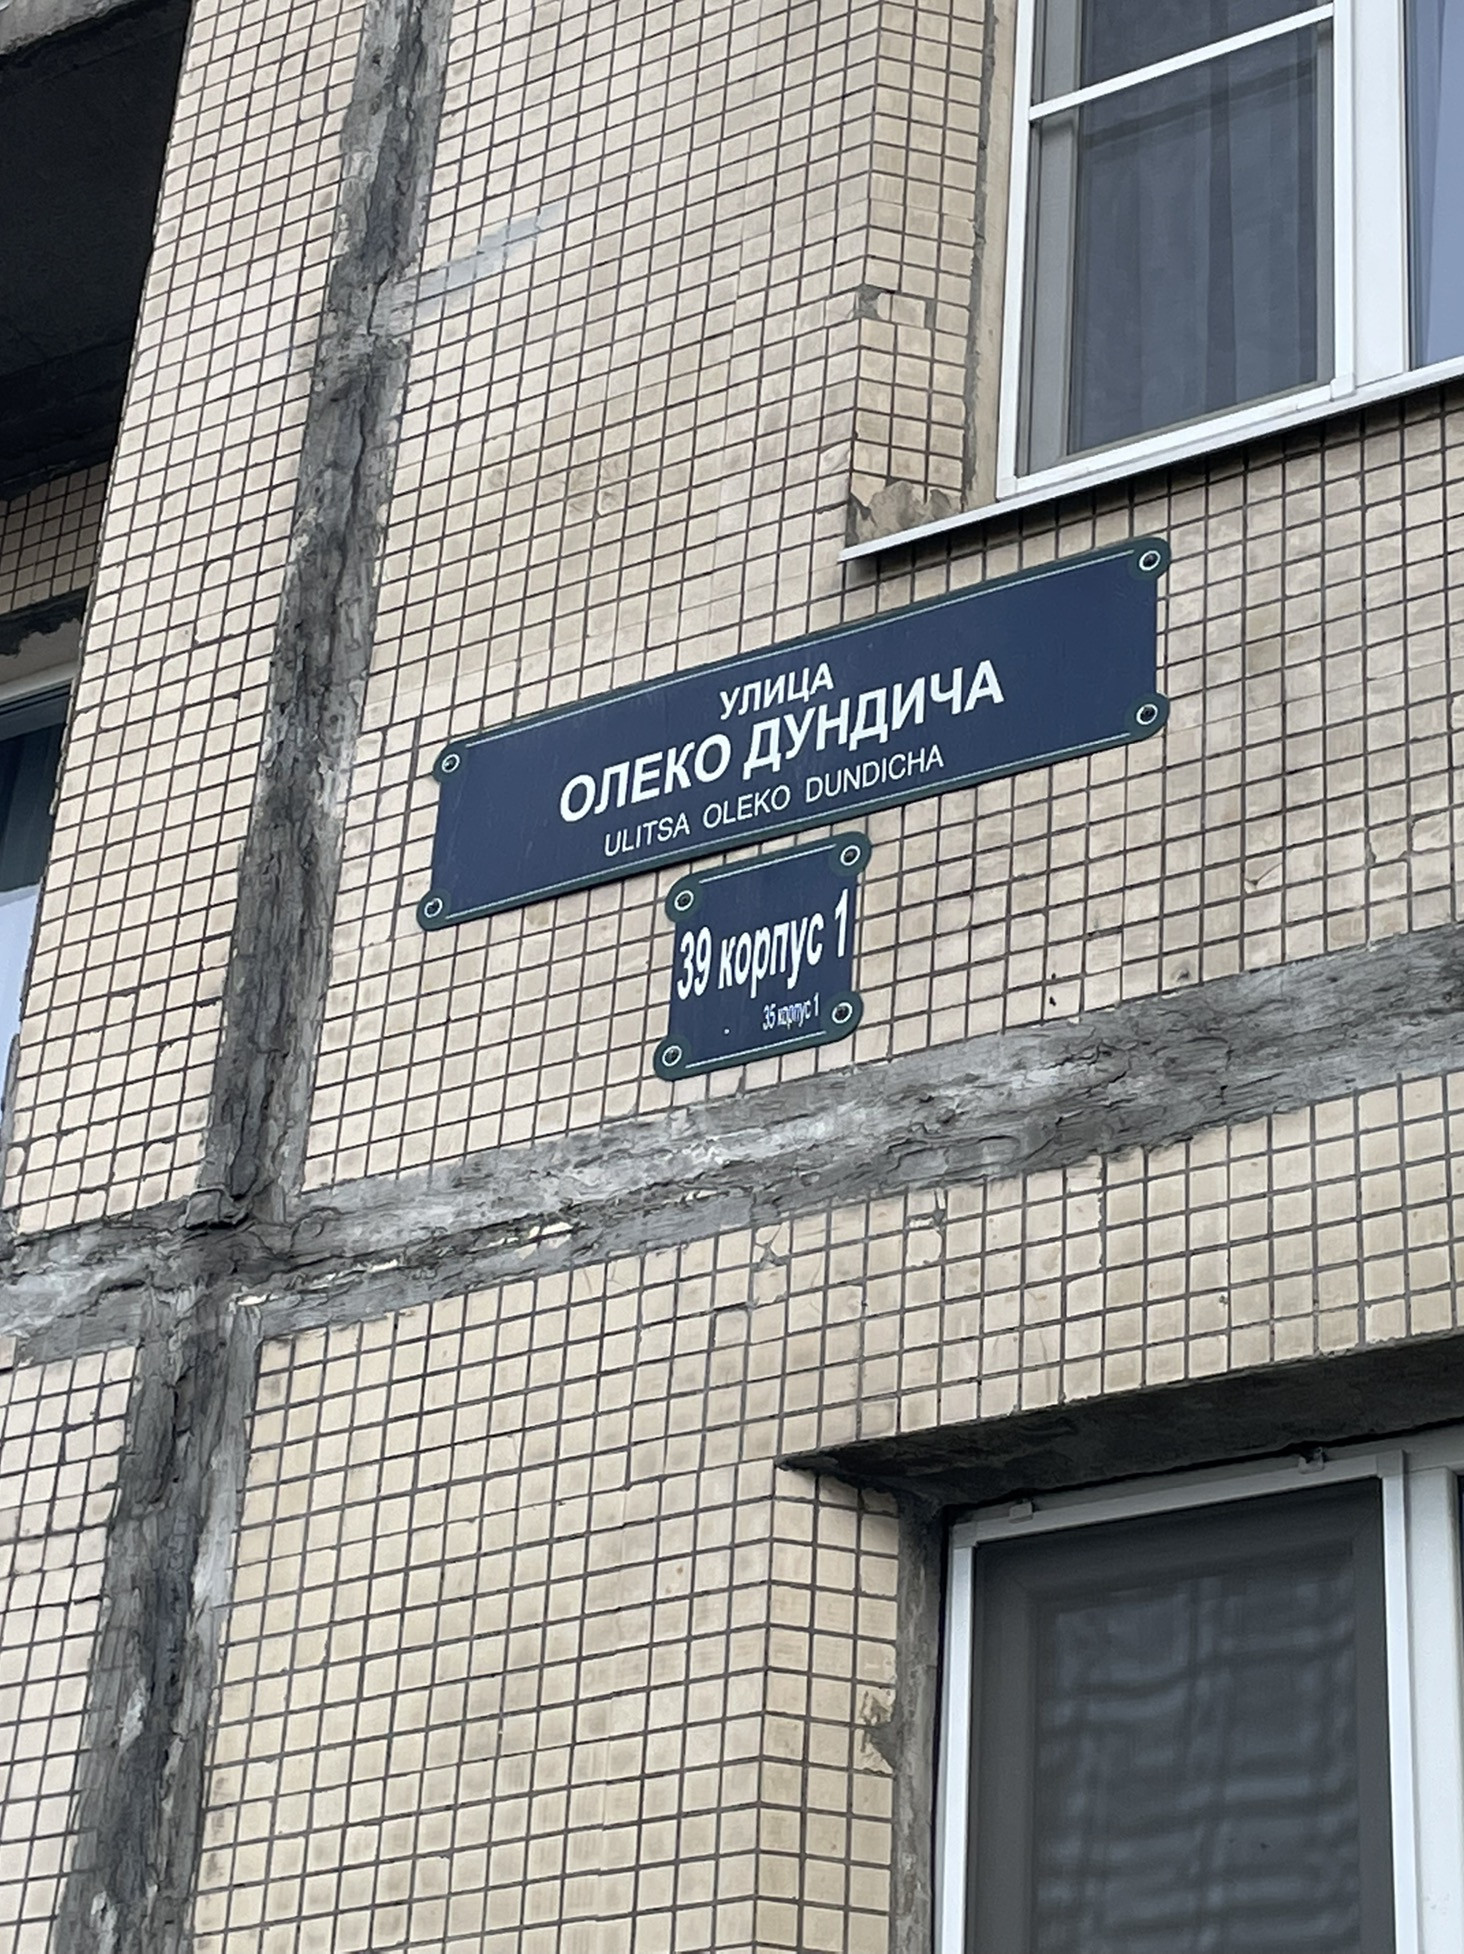 УЛИЦА
ОЛЕКО ДУНДИЧА
ULITSA OLEKO DUNDICHA
39 корпус 1
35 корпус 1